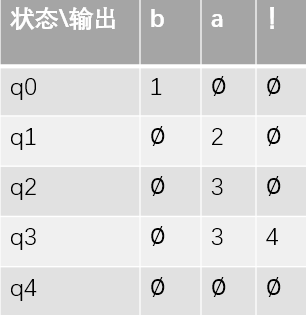 状态\输出 b a !
q0 1 Ø Ø
q1 Ø 2 Ø
q2 Ø 3 Ø
q3 Ø 3 4
q4 Ø Ø Ø